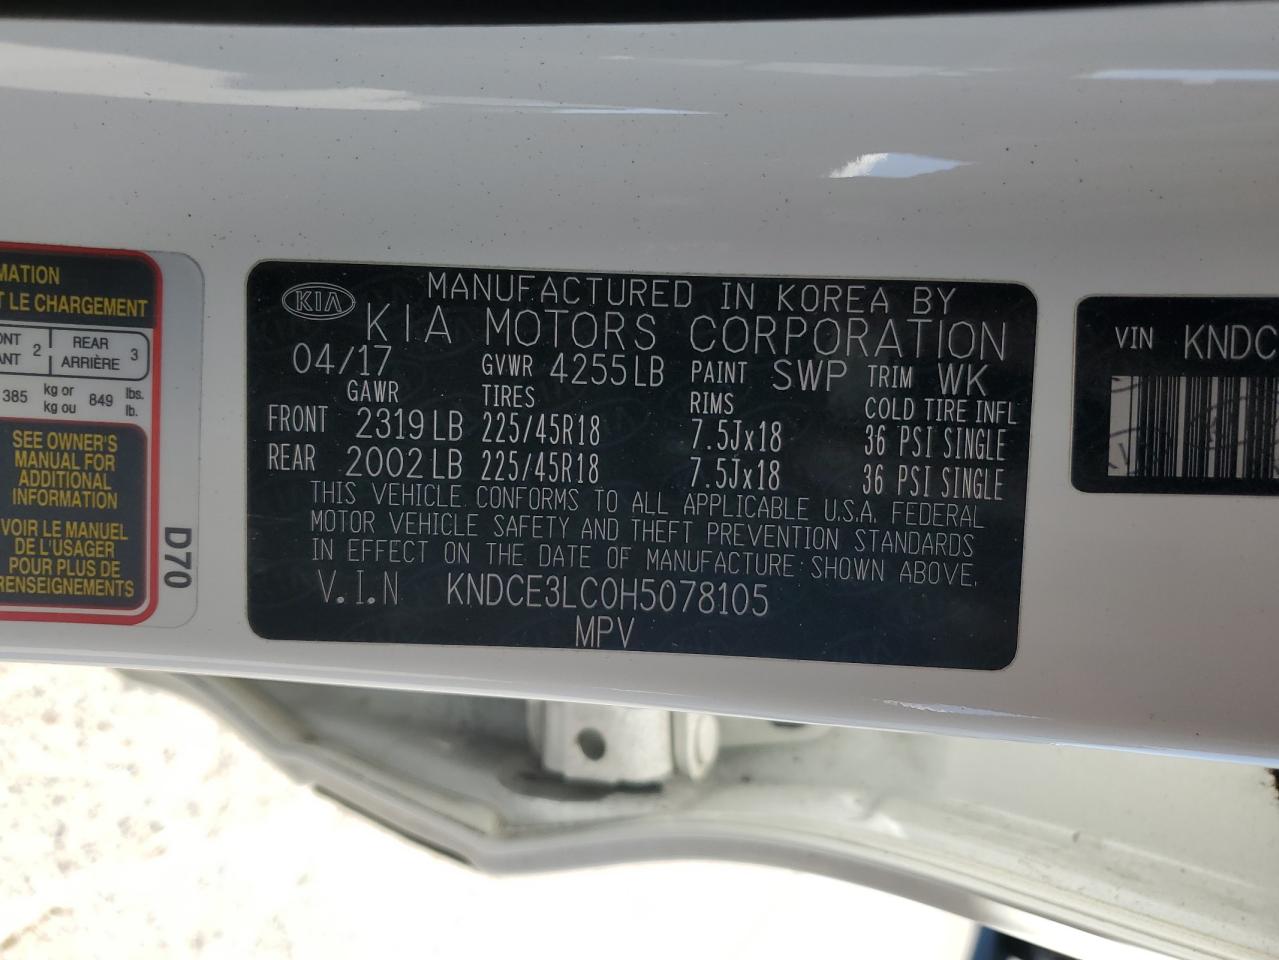 MATION
T LE CHARGEMENT
2
REAR
ARRIÈRE 3
385 kg or 849 lbs.
kg ou lb.
SEE OWNER'S
MANUAL FOR
ADDITIONAL
INFORMATION
VOIR LE MANUEL
DE L'USAGER
POUR PLUS DE
RENSEIGNEMENTS
D70
KIA
MANUFACTURED IN KOREA BY
KIA MOTORS CORPORATION
04/17 GVWR 4255LB PAINT SWP TRIM WK
GAWR TIRES RIMS COLD TIRE INFL
FRONT 2319LB 225/45R18 7.5Jx18 36 PSI SINGLE
REAR 2002LB 225/45R18 7.5Jx18 36 PSI SINGLE
THIS VEHICLE CONFORMS TO ALL APPLICABLE U.S.A. FEDERAL
MOTOR VEHICLE SAFETY AND THEFT PREVENTION STANDARDS
IN EFFECT ON THE DATE OF MANUFACTURE SHOWN ABOVE.
V.I.N KNDCE3LC0H5078105
MPV
VIN KNDC